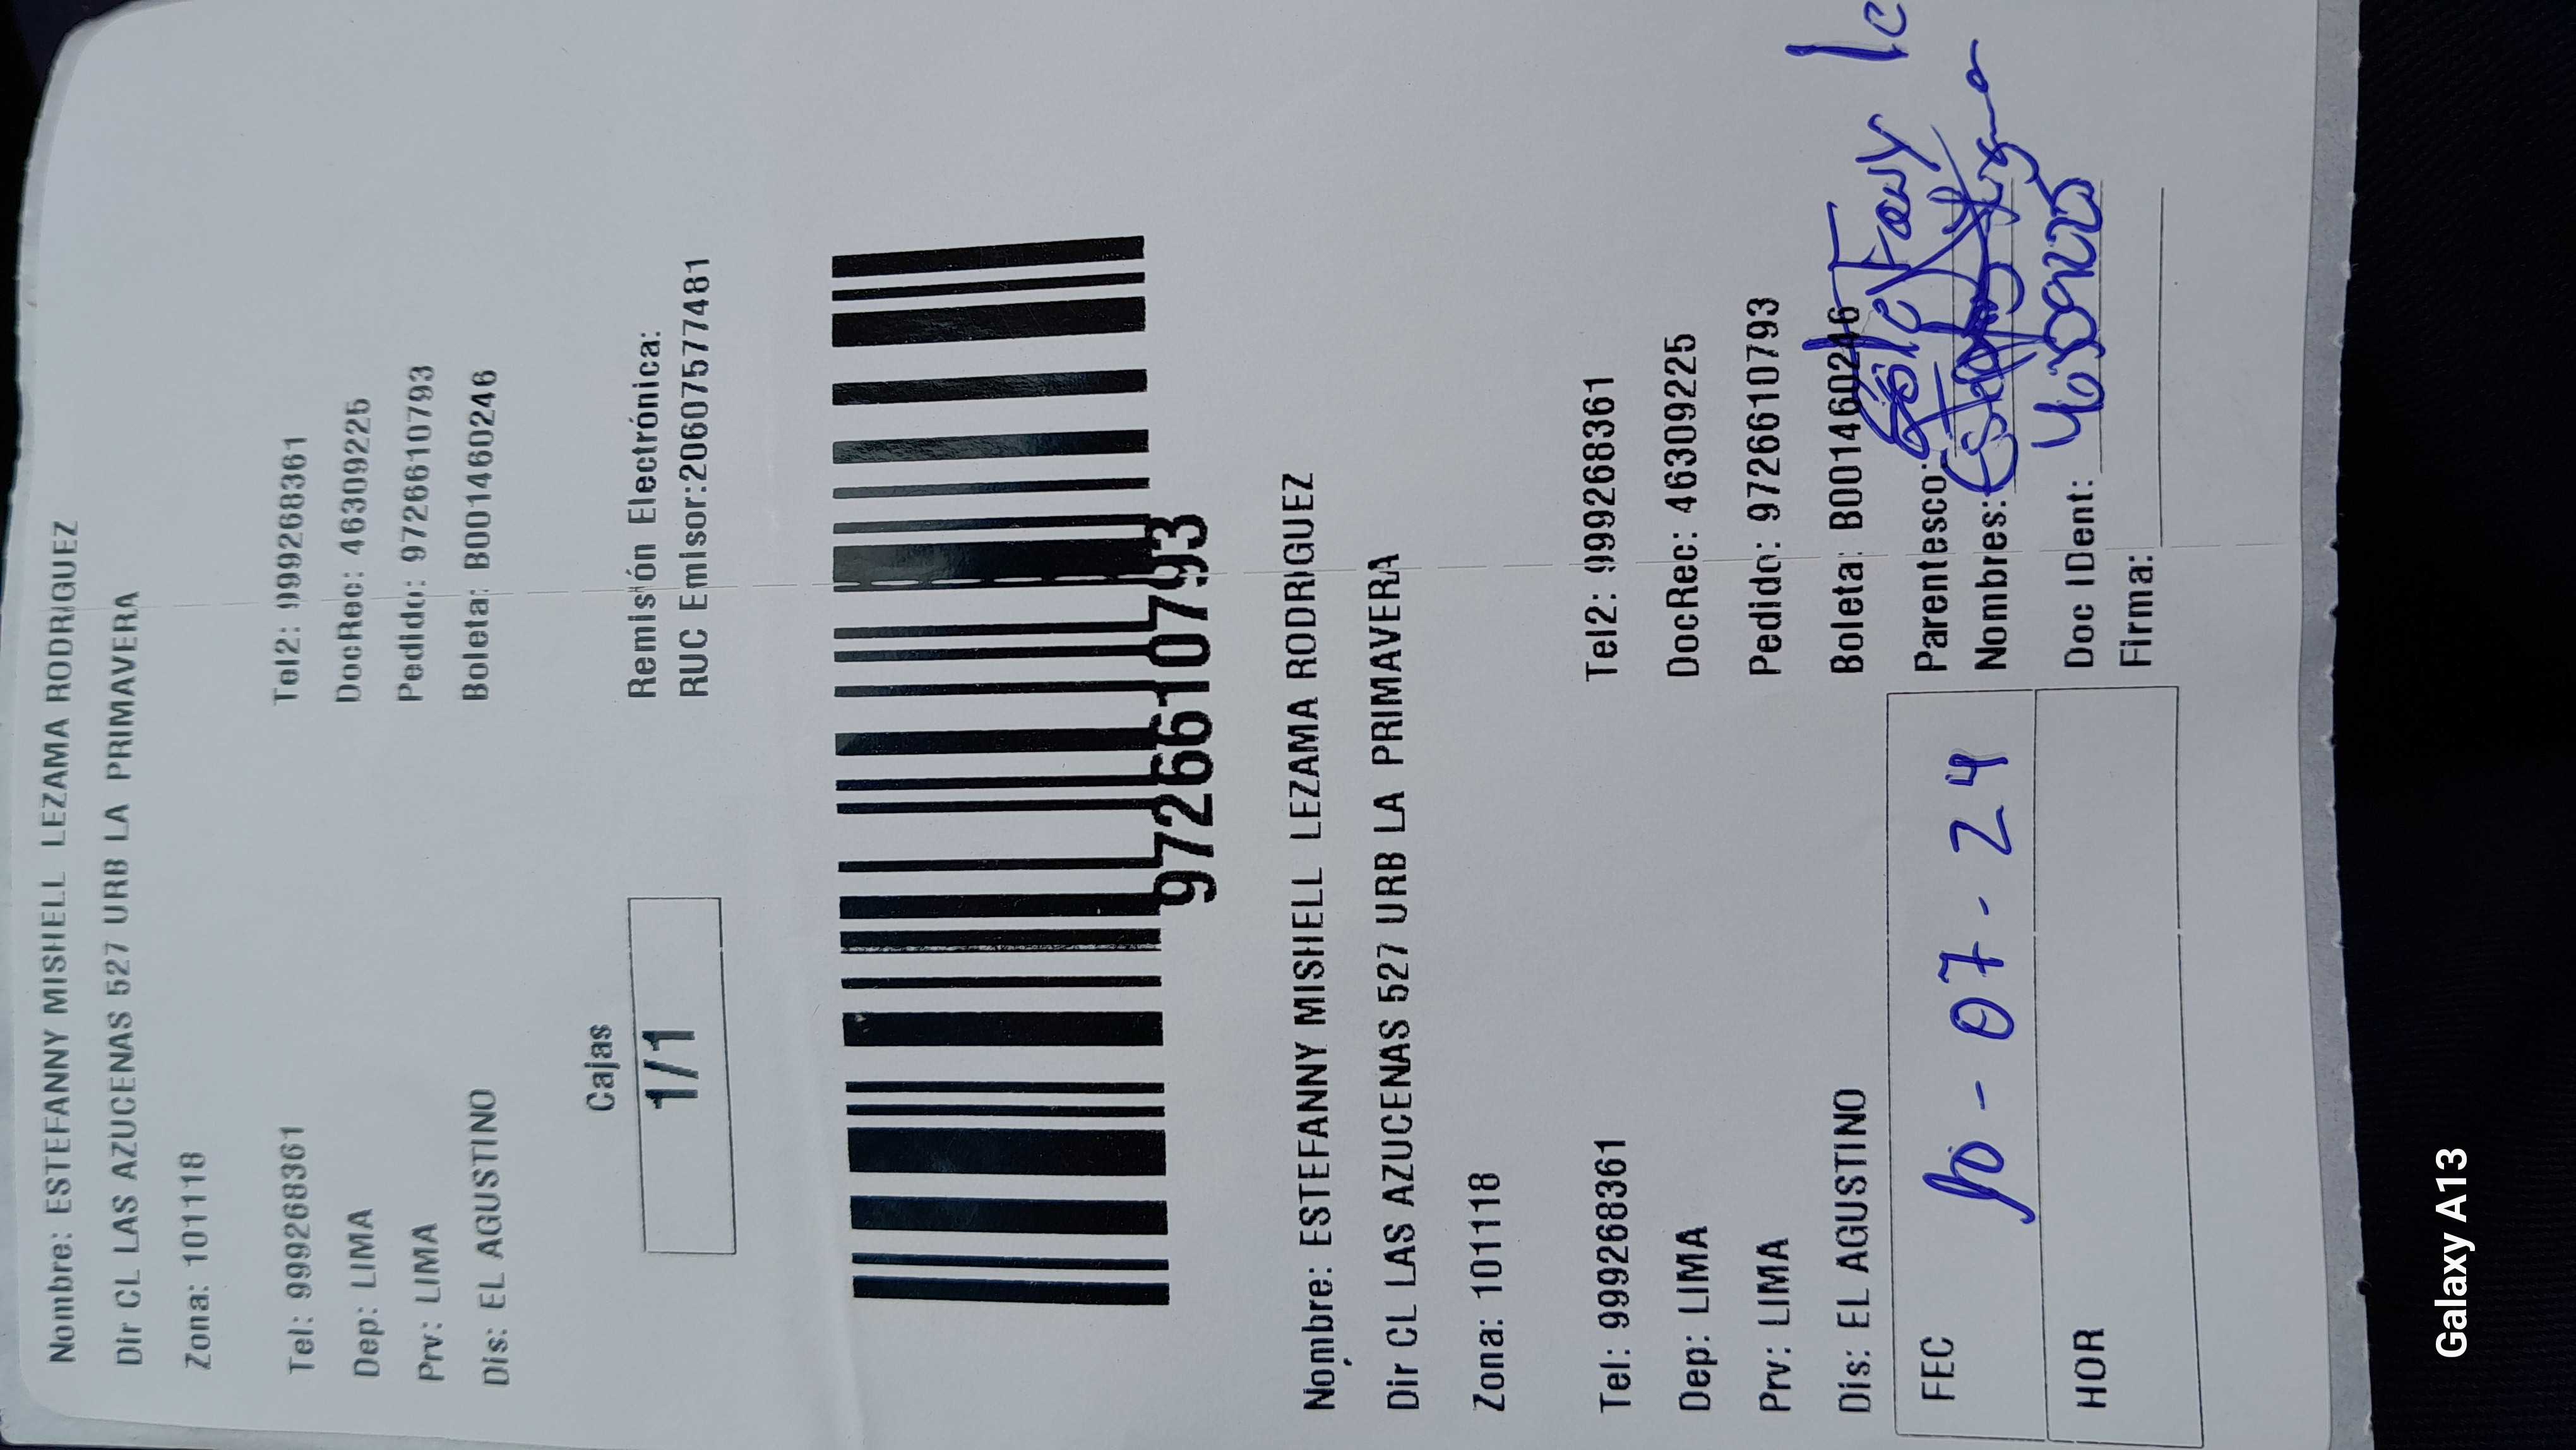 Nombre: ESTEFANNY MISHELL LEZAMA RODRIGUEZ
Dir CL LAS AZUCENAS 527 URB LA PRIMAVERA
Zona: 101118
Tel: 999268361 Tel2: 999268361
Dep: LIMA DocRec: 46309225
Prv: LIMA Pedido: 9726610793
Dis: EL AGUSTINO Boleta: B001460246
Cajas
1/1
Remisión Electrónica:
RUC Emisor:20607577481
9726610793
Nombre: ESTEFANNY MISHELL LEZAMA RODRIGUEZ
Dir CL LAS AZUCENAS 527 URB LA PRIMAVERA
Zona: 101118
Tel: 999268361 Tel2: 999268361
Dep: LIMA DocRec: 46309225
Prv: LIMA Pedido: 9726610793
Dis: EL AGUSTINO Boleta: B001460246
FEC 10-07-24
HOR
Parentesco:
Nombres:
Doc IDent:
Firma:
Galaxy A13